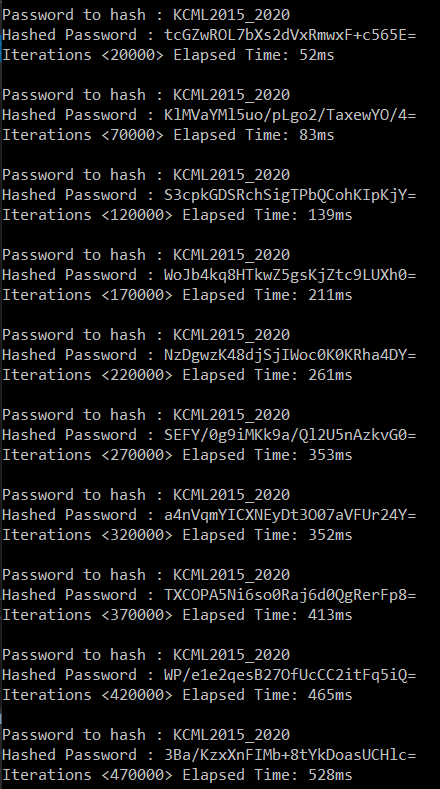 Password to hash : KCML2015_2020
Hashed Password : tcGZwROL7bXs2dVxRmwxF+c565E=
Iterations <20000> Elapsed Time: 52ms
Password to hash : KCML2015_2020
Hashed Password : KlMVaYMl5uo/pLgo2/TaxewYO/4=
Iterations <70000> Elapsed Time: 83ms
Password to hash : KCML2015_2020
Hashed Password : S3cpkGDSRchSigTPbQCohKIpKjY=
Iterations <120000> Elapsed Time: 139ms
Password to hash : KCML2015_2020
Hashed Password : WoJb4kq8HTkwZ5gsKjZtc9LUXh0=
Iterations <170000> Elapsed Time: 211ms
Password to hash : KCML2015_2020
Hashed Password : NzDgwzK48djSjIWoc0K0KRha4DY=
Iterations <220000> Elapsed Time: 261ms
Password to hash : KCML2015_2020
Hashed Password : SEFY/0g9iMKk9a/Ql2U5nAzkvG0=
Iterations <270000> Elapsed Time: 353ms
Password to hash : KCML2015_2020
Hashed Password : a4nVqmYICXNEyDt3O07aVFUr24Y=
Iterations <320000> Elapsed Time: 352ms
Password to hash : KCML2015_2020
Hashed Password : TXCOPA5Ni6so0Raj6d0QgRerFp8=
Iterations <370000> Elapsed Time: 413ms
Password to hash : KCML2015_2020
Hashed Password : WP/e1e2qesB27OfUcCC2itFq5iQ=
Iterations <420000> Elapsed Time: 465ms
Password to hash : KCML2015_2020
Hashed Password : 3Ba/KzxXnFIMb+8tYkDoasUCHlc=
Iterations <470000> Elapsed Time: 528ms